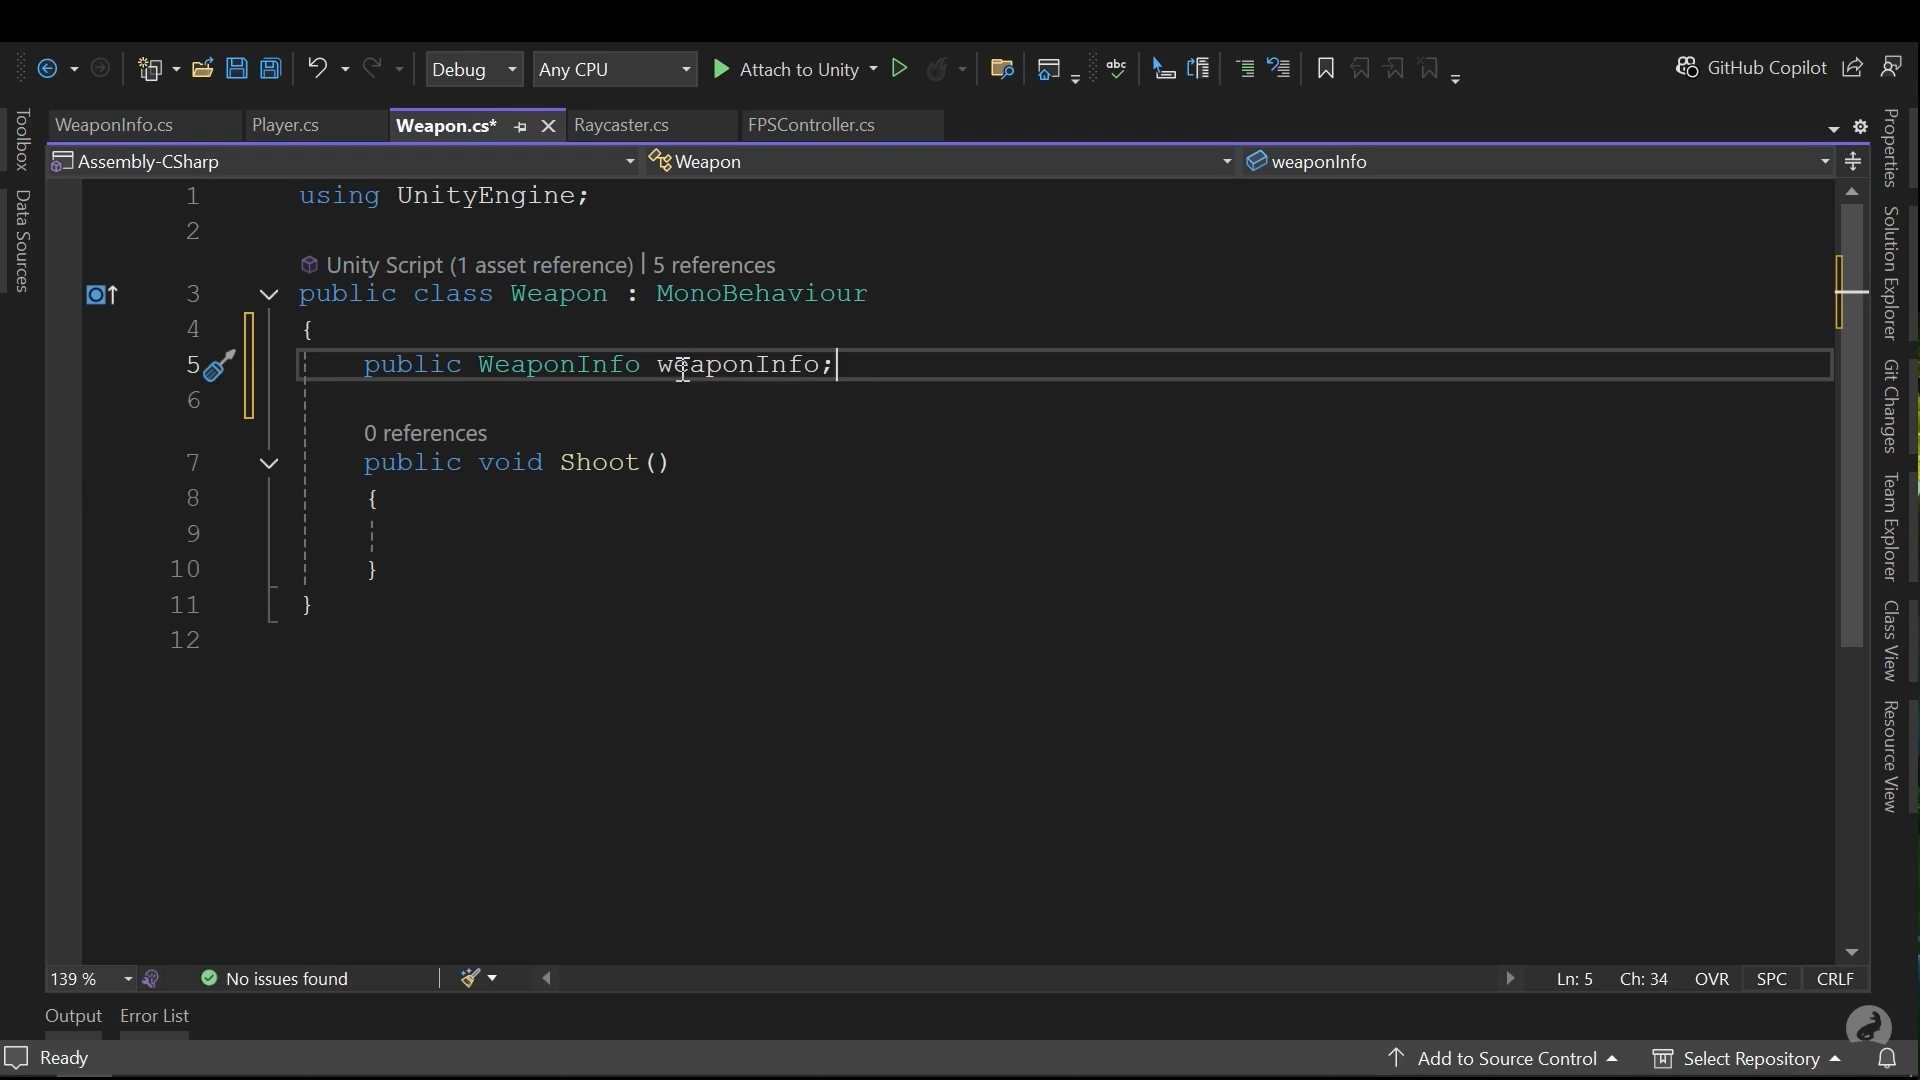 Debug Any CPU Attach to Unity abc GitHub Copilot
WeaponInfo.cs Player.cs Weapon.cs* Raycaster.cs FPSController.cs
Assembly-CSharp Weapon weaponInfo
1 using UnityEngine;
2
Unity Script (1 asset reference) | 5 references
3 public class Weapon : MonoBehaviour
4 {
5 public WeaponInfo weaponInfo;
6
0 references
7 public void Shoot()
8 {
9
10 }
11 }
12
139 % No issues found Ln: 5 Ch: 34 OVR SPC CRLF
Output Error List
Ready Add to Source Control Select Repository
Toolbox
Data Sources
Properties
Solution Explorer
Git Changes
Team Explorer
Class View
Resource View